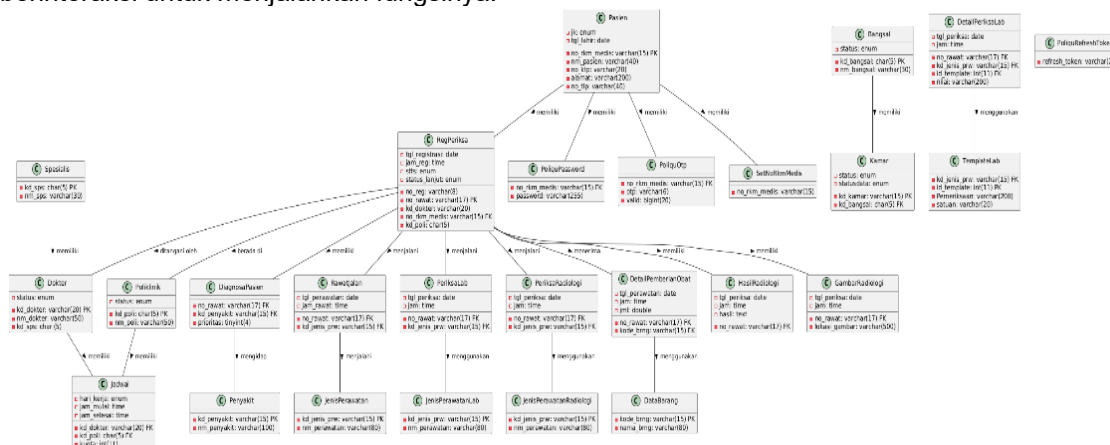 berinteraksi untuk menjalankan fungsinya.
C Pasien
jk: enum
tgl_lahir: date
no_rkm_medis: varchar(15) PK
nm_pasien: varchar(40)
no_ktp: varchar(20)
alamat: varchar(200)
no_tlp: varchar(40)
C Bangsal
status: enum
kd_bangsal: char(5) PK
nm_bangsal: varchar(30)
C DetailPeriksaLab
tgl_periksa: date
jam: time
no_rawat: varchar(17) FK
kd_jenis_prw: varchar(15) FK
id_template: int(11) FK
nilai: varchar(200)
C PoliquRefreshToke
refresh_token: varchar(2
memiliki
memiliki
memiliki
memiliki
memiliki
menggunakan
C Spesialis
kd_sps: char(5) PK
nm_sps: varchar(30)
C RegPeriksa
tgl_registrasi: date
jam_reg: time
stts: enum
status_lanjut: enum
no_reg: varchar(8)
no_rawat: varchar(17) PK
kd_dokter: varchar(20)
no_rkm_medis: varchar(15) FK
kd_poli: char(5)
C PoliquPassword
no_rkm_medis: varchar(15) FK
password: varchar(255)
C PoliquOtp
no_rkm_medis: varchar(15) FK
otp: varchar(6)
valid: bigint(20)
C SetNoRkmMedis
no_rkm_medis: varchar(15)
C Kamar
status: enum
statusdata: enum
kd_kamar: varchar(15) PK
kd_bangsal: char(5) FK
C TemplateLab
kd_jenis_prw: varchar(15) FK
id_template: int(11) PK
Pemeriksaan: varchar(200)
satuan: varchar(20)
memiliki
ditangani oleh
berada di
memiliki
menjalani
menjalani
menjalani
menerima
memiliki
memiliki
C Dokter
status: enum
kd_dokter: varchar(20) PK
nm_dokter: varchar(50)
kd_sps: char (5)
C Poliklinik
status: enum
kd_poli: char(5) PK
nm_poli: varchar(50)
C DiagnosaPasien
no_rawat: varchar(17) FK
kd_penyakit: varchar(15) FK
prioritas: tinyint(4)
C RawatJalan
tgl_perawatan: date
jam_rawat: time
no_rawat: varchar(17) FK
kd_jenis_prw: varchar(15) FK
C PeriksaLab
tgl_periksa: date
jam: time
no_rawat: varchar(17) FK
kd_jenis_prw: varchar(15) FK
C PeriksaRadiologi
tgl_periksa: date
jam: time
no_rawat: varchar(17) FK
kd_jenis_prw: varchar(15) FK
C DetailPemberianObat
tgl_perawatan: date
jam: time
jml: double
no_rawat: varchar(17) FK
kode_brng: varchar(15) FK
C HasilRadiologi
tgl_periksa: date
jam: time
hasil: text
no_rawat: varchar(17) FK
C GambarRadiologi
tgl_periksa: date
jam: time
no_rawat: varchar(17) FK
lokasi_gambar: varchar(500)
memiliki
memiliki
mengidap
menjalani
menggunakan
menggunakan
menggunakan
C Jadwal
hari_kerja: enum
jam_mulai: time
jam_selesai: time
kd_dokter: varchar(20) FK
kd_poli: char(5) FK
C Penyakit
kd_penyakit: varchar(15) PK
nm_penyakit: varchar(100)
C JenisPerawatan
kd_jenis_prw: varchar(15) PK
nm_perawatan: varchar(80)
C JenisPerawatanLab
kd_jenis_prw: varchar(15) PK
nm_perawatan: varchar(80)
C JenisPerawatanRadiologi
kd_jenis_prw: varchar(15) PK
nm_perawatan: varchar(80)
C DataBarang
kode_brng: varchar(15) PK
nama_brng: varchar(80)